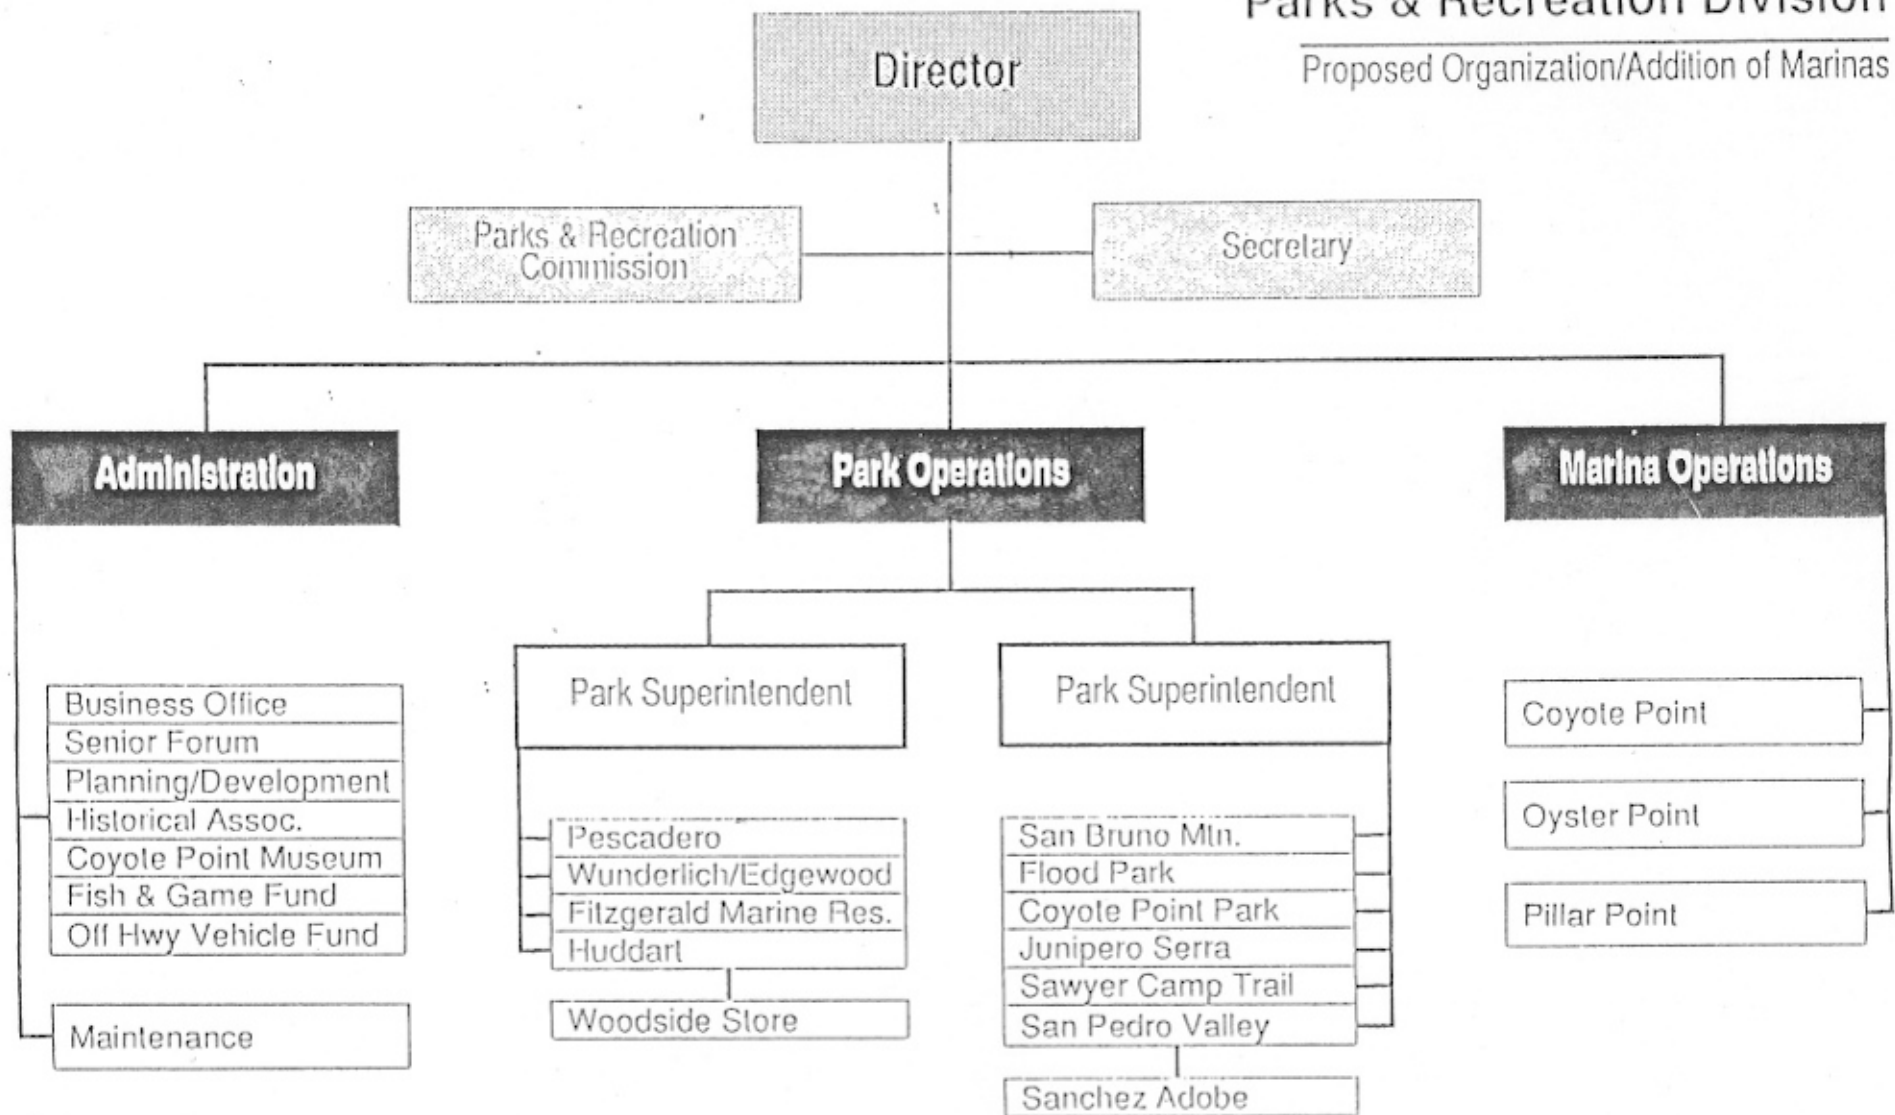 Parks & Recreation Division
Proposed Organization/Addition of Marinas
Director
Parks & Recreation
Commission
Secretary
Administration
Park Operations
Marina Operations
Business Office
Senior Forum
Planning/Development
Historical Assoc.
Coyote Point Museum
Fish & Game Fund
Off Hwy Vehicle Fund
Maintenance
Park Superintendent
Pescadero
Wunderlich/Edgewood
Fitzgerald Marine Res.
Huddart
Woodside Store
Park Superintendent
San Bruno Mtn.
Flood Park
Coyote Point Park
Junipero Serra
Sawyer Camp Trail
San Pedro Valley
Sanchez Adobe
Coyote Point
Oyster Point
Pillar Point